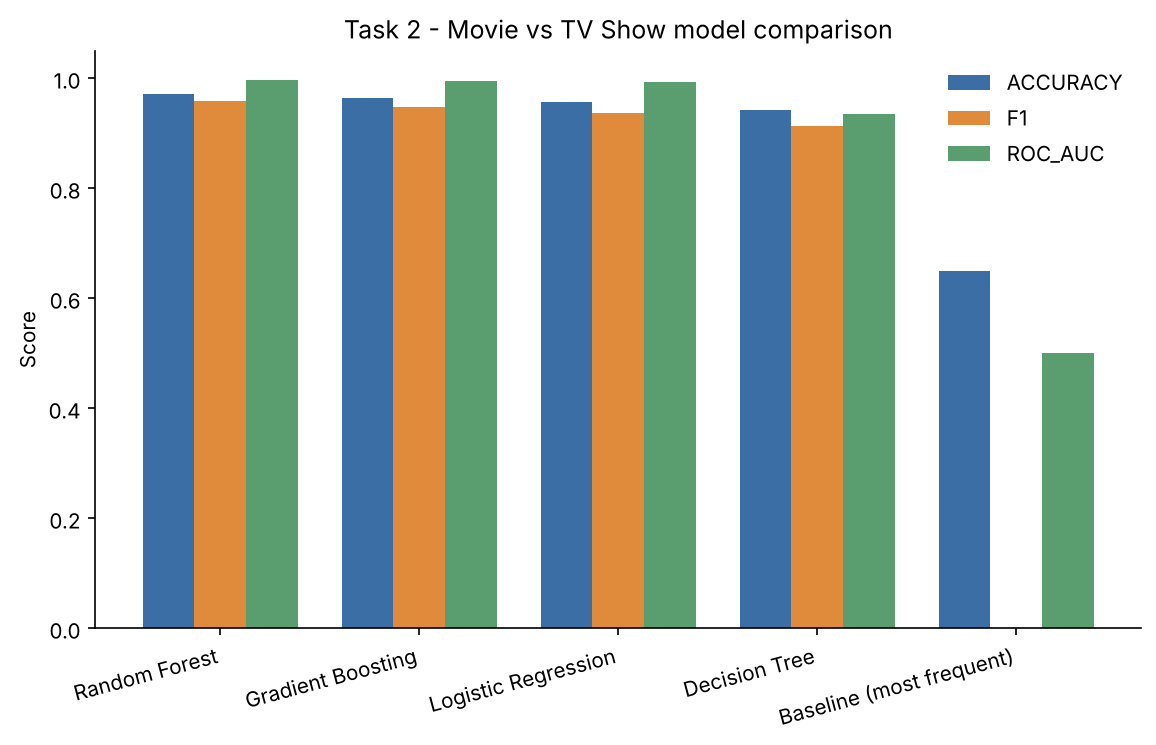 Task 2 - Movie vs TV Show model comparison
ACCURACY
F1
ROC_AUC
Score
1.0
0.8
0.6
0.4
0.2
0.0
Random Forest
Gradient Boosting
Logistic Regression
Decision Tree
Baseline (most frequent)